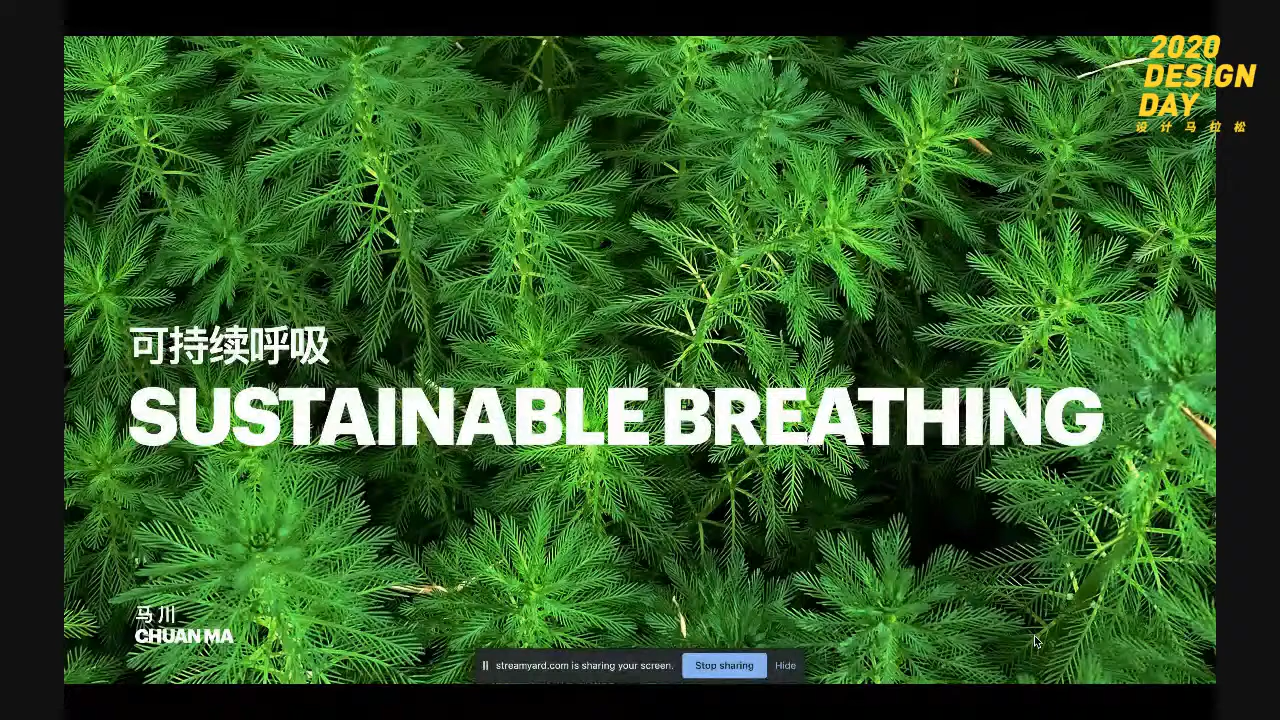 2020
DESIGN
DAY
设计马拉松
可持续呼吸
SUSTAINABLE BREATHING
马川
CHUAN MA
streamyard.com is sharing your screen.
Stop sharing
Hide